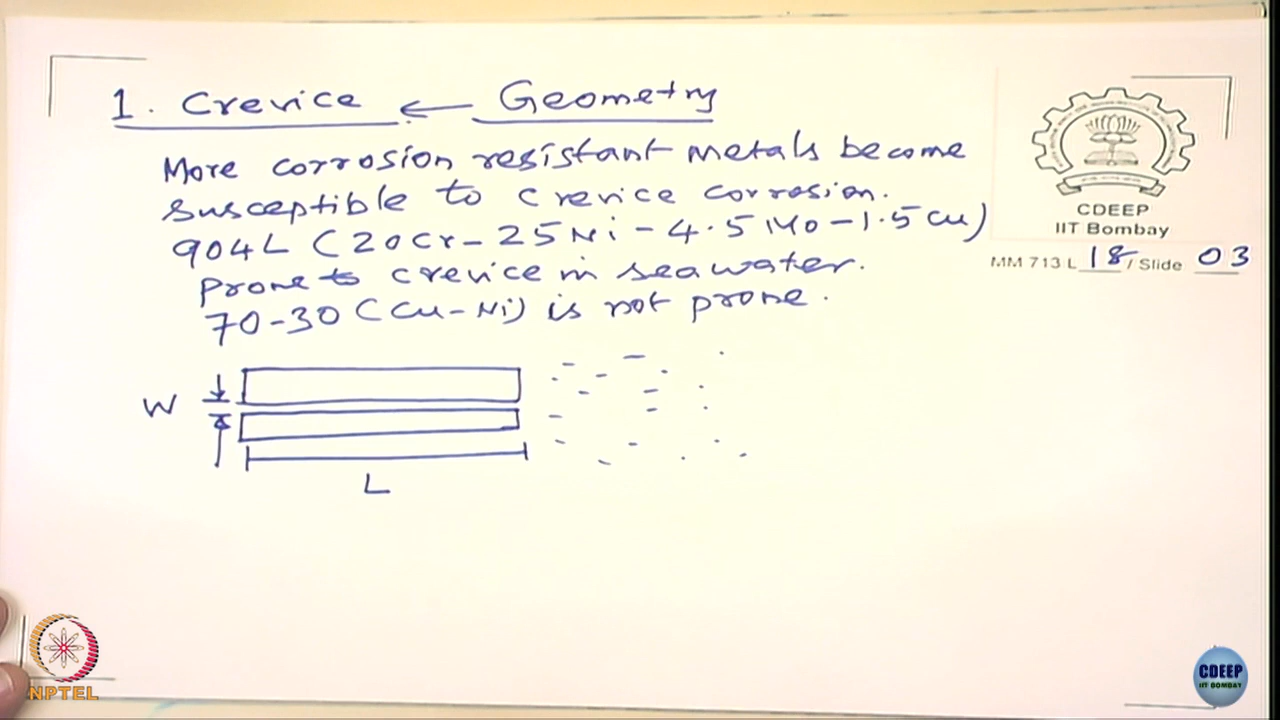 1. Crevice ← Geometry
More corrosion resistant metals become
susceptible to crevice corrosion.
904L (20Cr-25Ni-4.5Mo-1.5Cu)
Prone to crevice in seawater.
70-30 (Cu-Ni) is not prone.
W
L
CDEEP
IIT Bombay
MM 713 L 18 / Slide 03
NPTEL
CDEEP
IIT BOMBAY